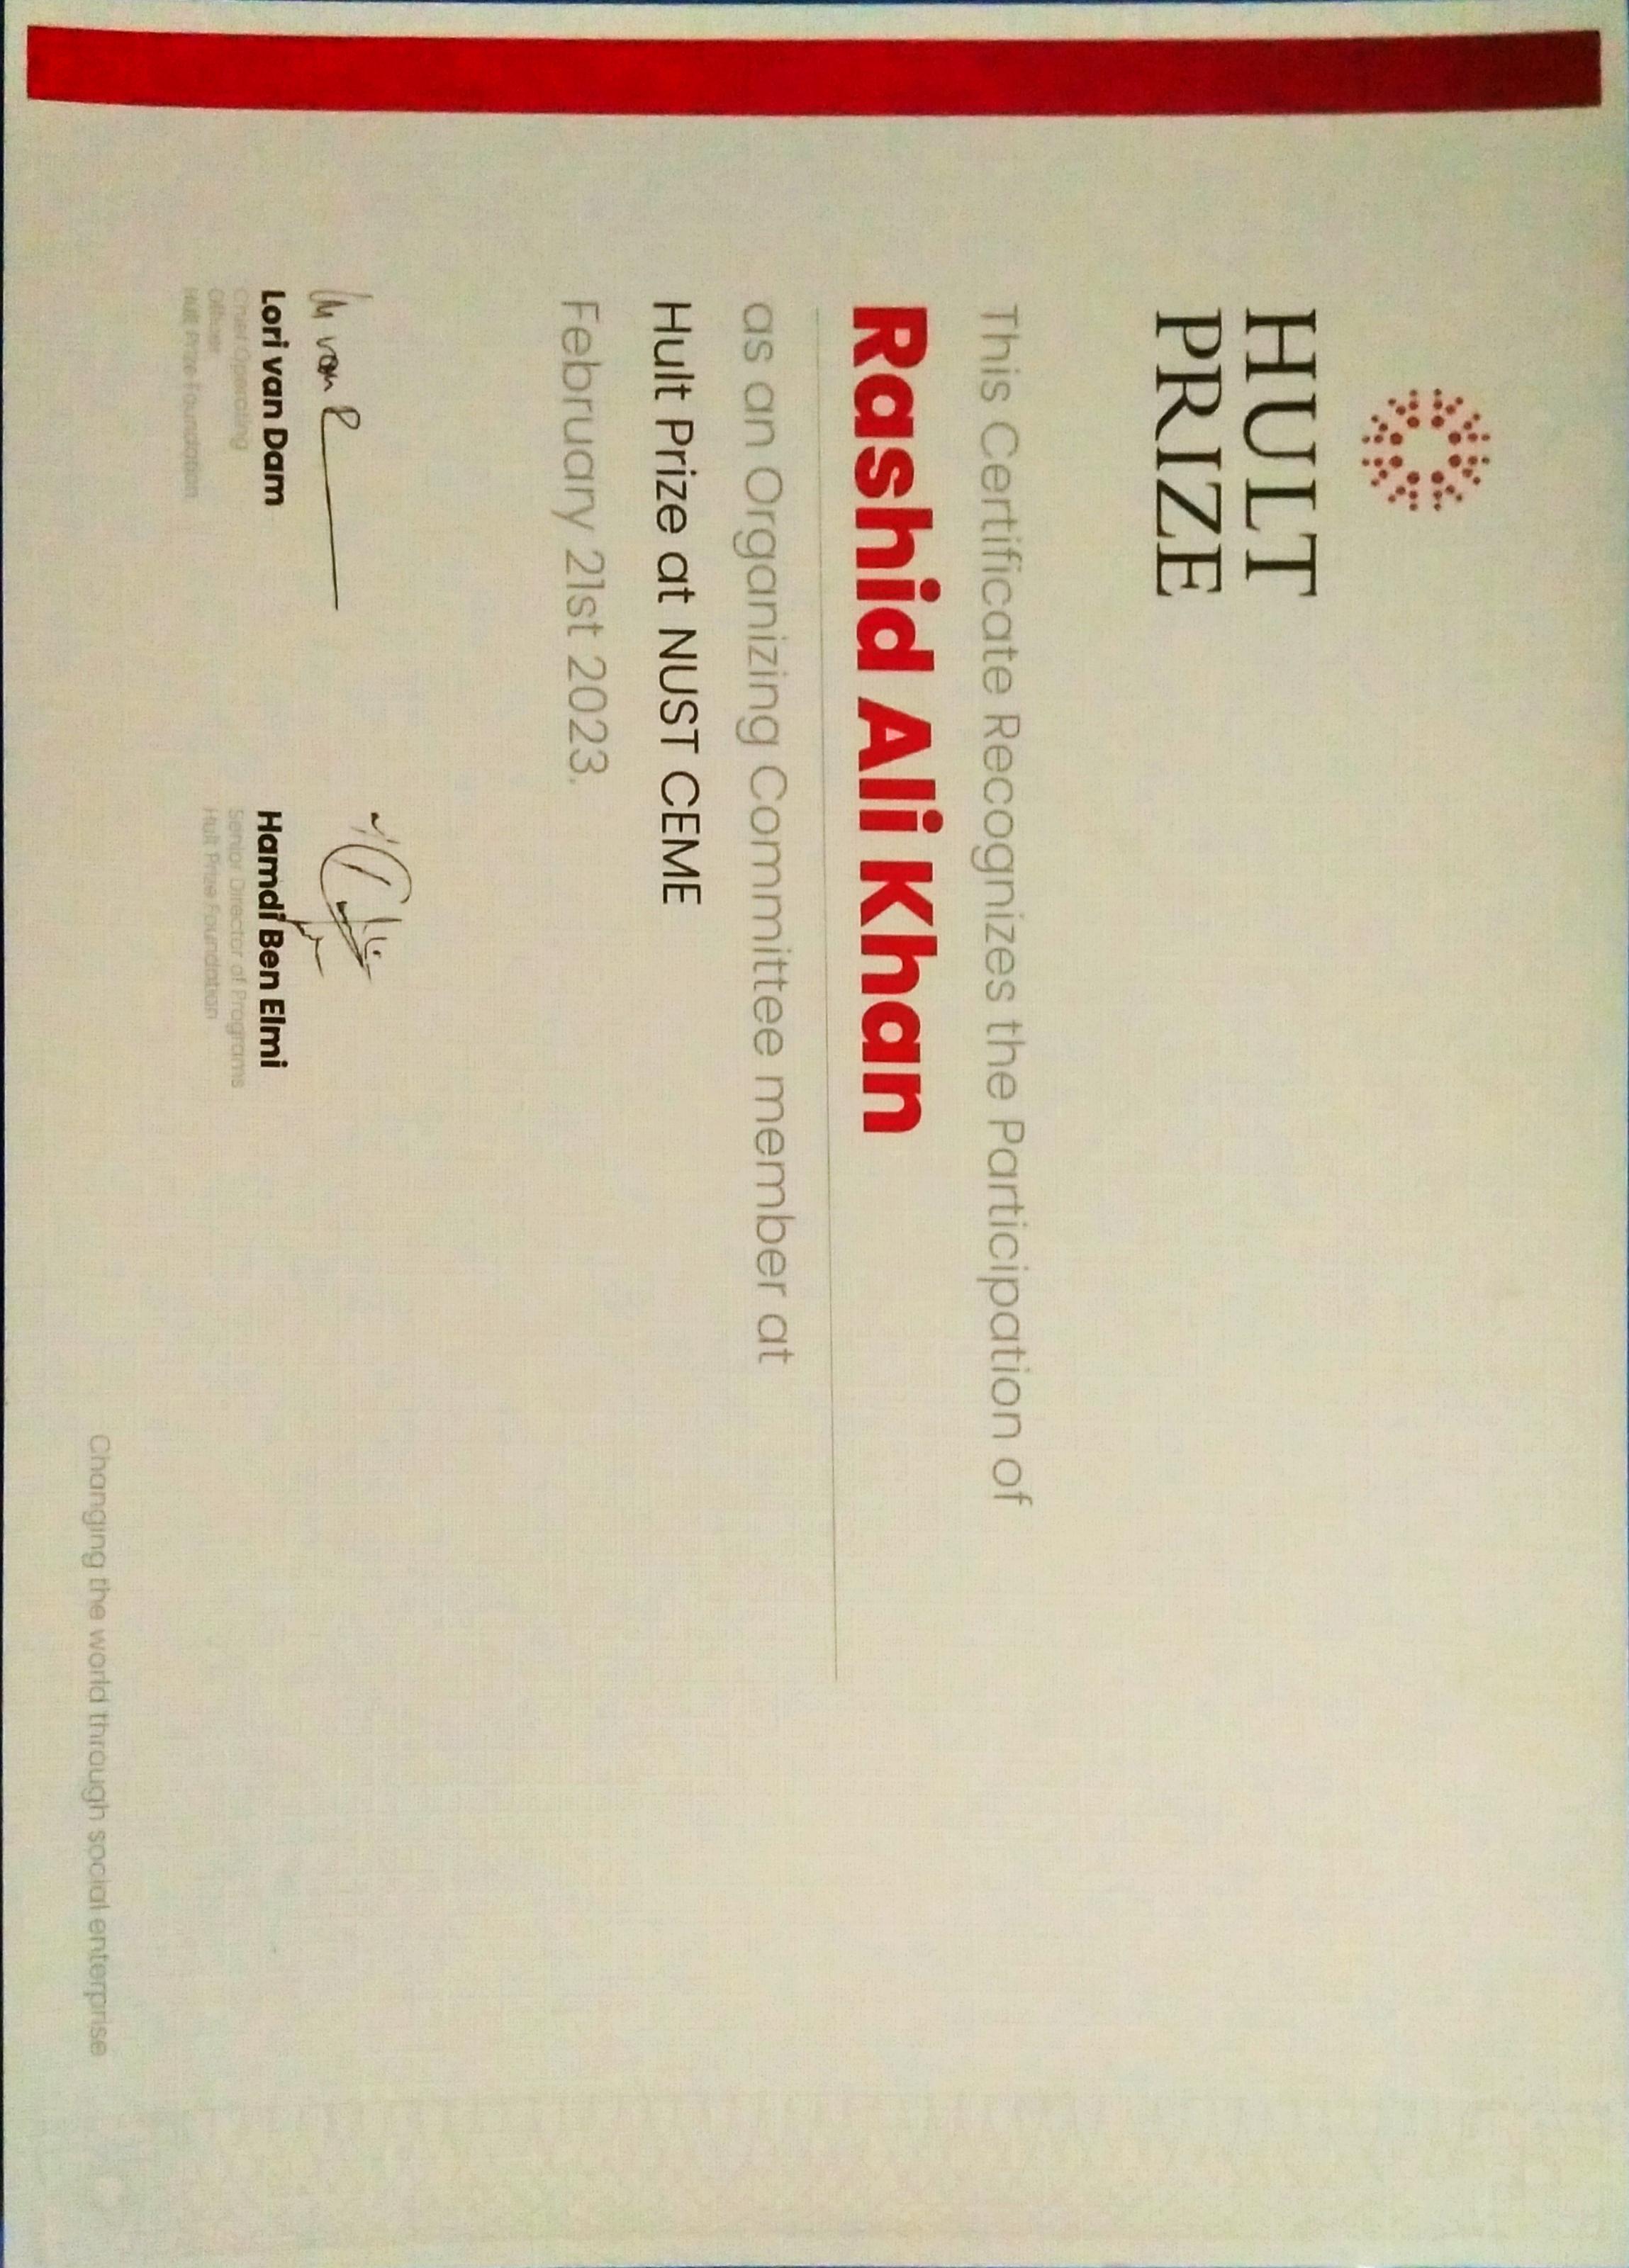 HULT
PRIZE
This Certificate Recognizes the Participation of
Rashid Ali Khan
as an Organizing Committee member at
Hult Prize at NUST CEME
February 21st 2023.
Lori van Dam
Chief Operating
Officer
Hult Prize Foundation
Hamdi Ben Elmi
Senior Director of Programs
Hult Prize Foundation
Changing the world through social enterprise